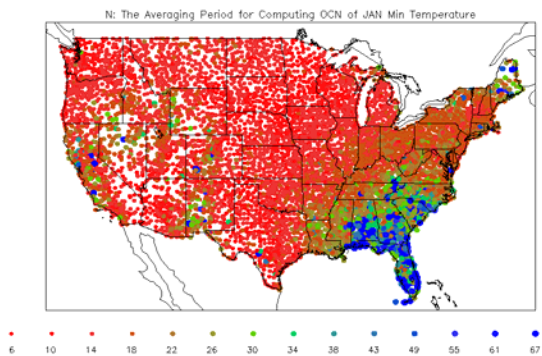 N: The Averaging Period for Computing OCN of JAN Min Temperature
6 10 14 18 22 26 30 34 38 43 49 55 61 67